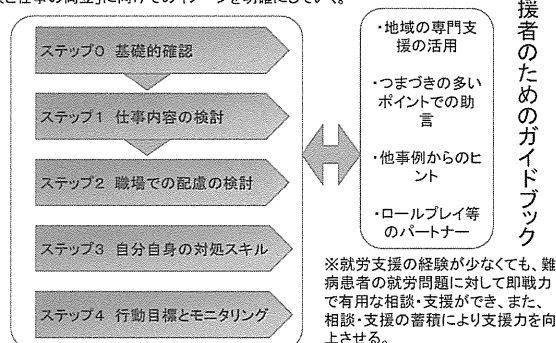 と仕事の両立」に向けてのイメージを明確にしていく。
ステップ0 基礎的確認
ステップ1 仕事内容の検討
ステップ2 職場での配慮の検討
ステップ3 自分自身の対処スキル
ステップ4 行動目標とモニタリング
・地域の専門支
援の活用
・つまづきの多い
ポイントでの助
言
・他事例からのヒ
ント
・ロールプレイ等
のパートナー
援者のためのガイドブック
※就労支援の経験が少なくても、難
病患者の就労問題に対して即戦力
で有用な相談・支援ができ、また、
相談・支援の蓄積により支援力を向
上させる。